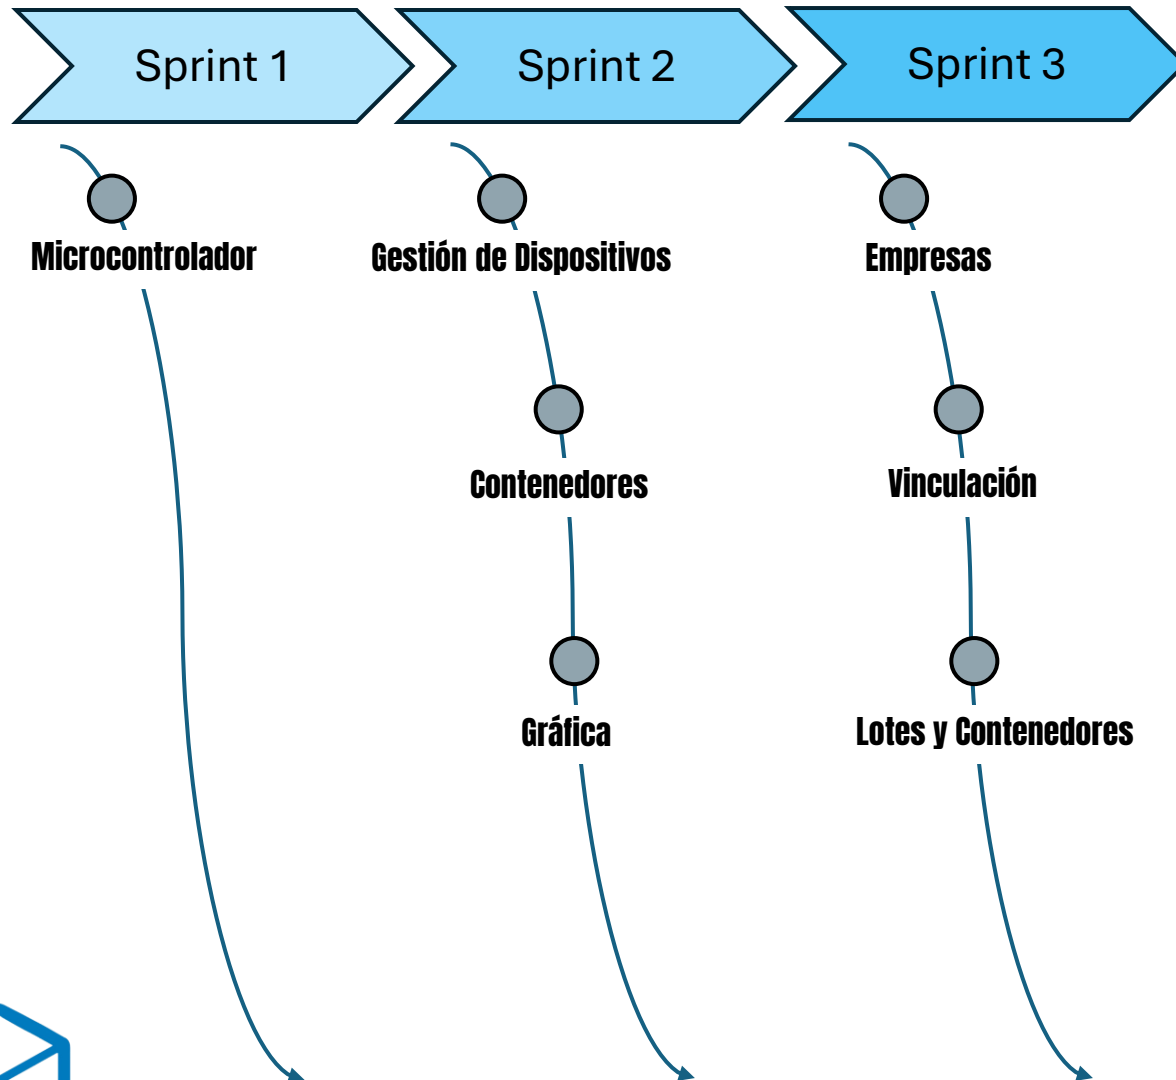 Sprint 1
Sprint 2
Sprint 3
Microcontrolador
Gestión de Dispositivos
Empresas
Contenedores
Vinculación
Gráfica
Lotes y Contenedores